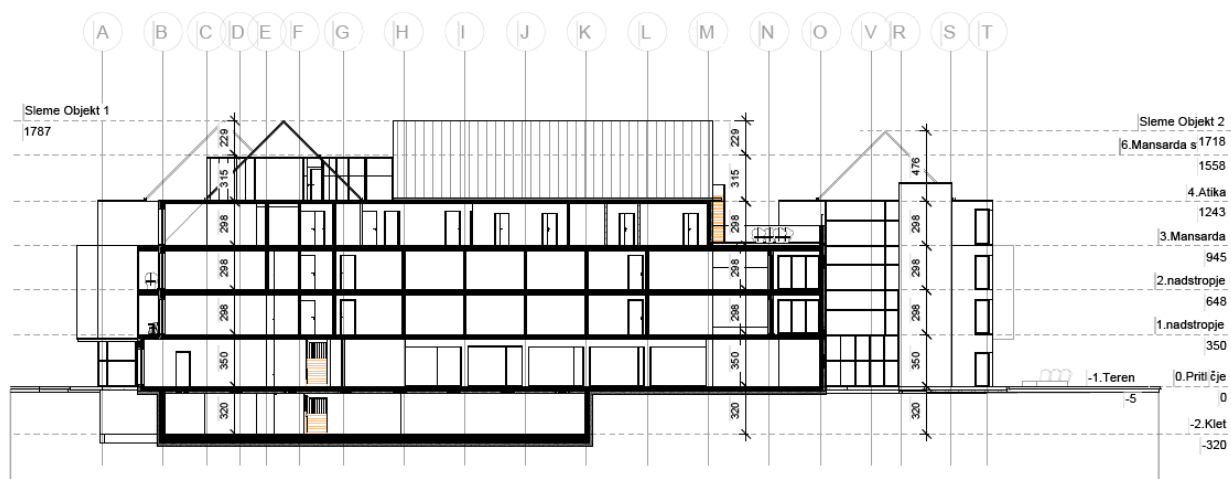 A B C D E F G H I J K L M N O V R S T
Sleme Objekt 1
1787
Sleme Objekt 2
1718
6.Mansarda s
1558
4.Atika
1243
3.Mansarda
945
2.nadstropje
648
1.nadstropje
350
-1.Teren
-5
0.Pritličje
0
-2.Klet
-320
229
315
298
298
298
350
320
229
315
298
298
298
350
320
476
298
298
298
350
320